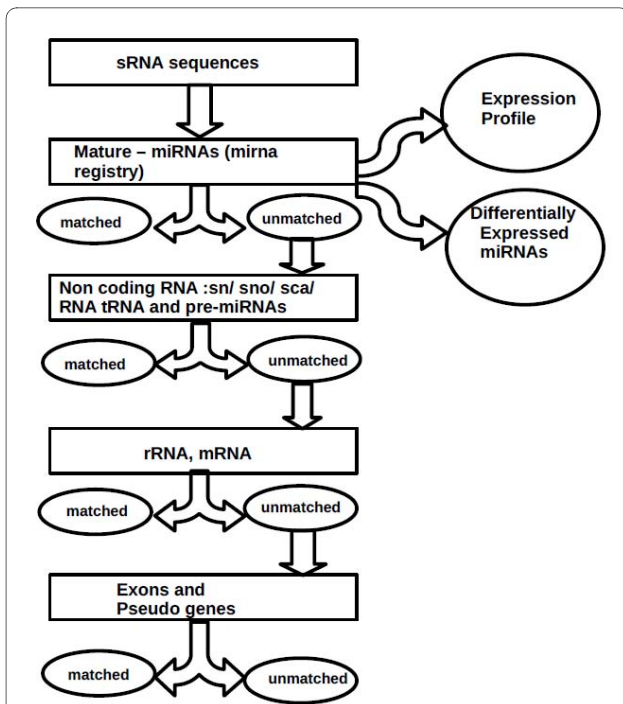 sRNA sequences
Expression
Profile
Mature – miRNAs (mirna
registry)
matched
unmatched
Differentially
Expressed
miRNAs
Non coding RNA :sn/ sno/ sca/
RNA tRNA and pre-miRNAs
matched
unmatched
rRNA, mRNA
matched
unmatched
Exons and
Pseudo genes
matched
unmatched